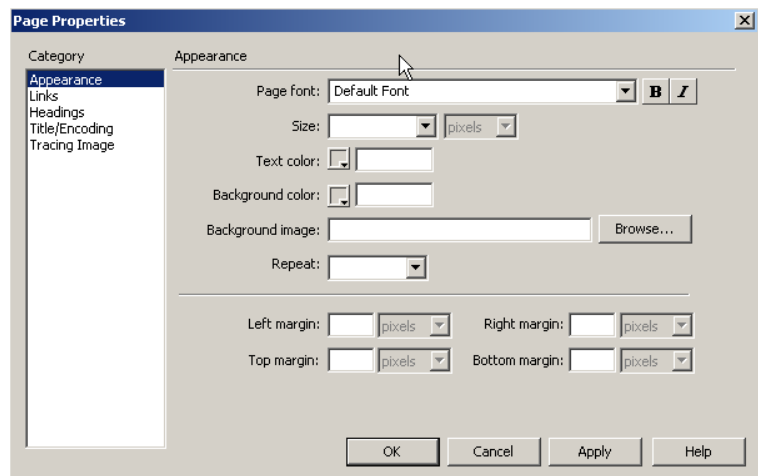 Page Properties
Category
Appearance
Appearance
Links
Headings
Title/Encoding
Tracing Image
Page font: Default Font B I
Size: pixels
Text color:
Background color:
Background image: Browse...
Repeat:
Left margin: pixels Right margin: pixels
Top margin: pixels Bottom margin: pixels
OK Cancel Apply Help